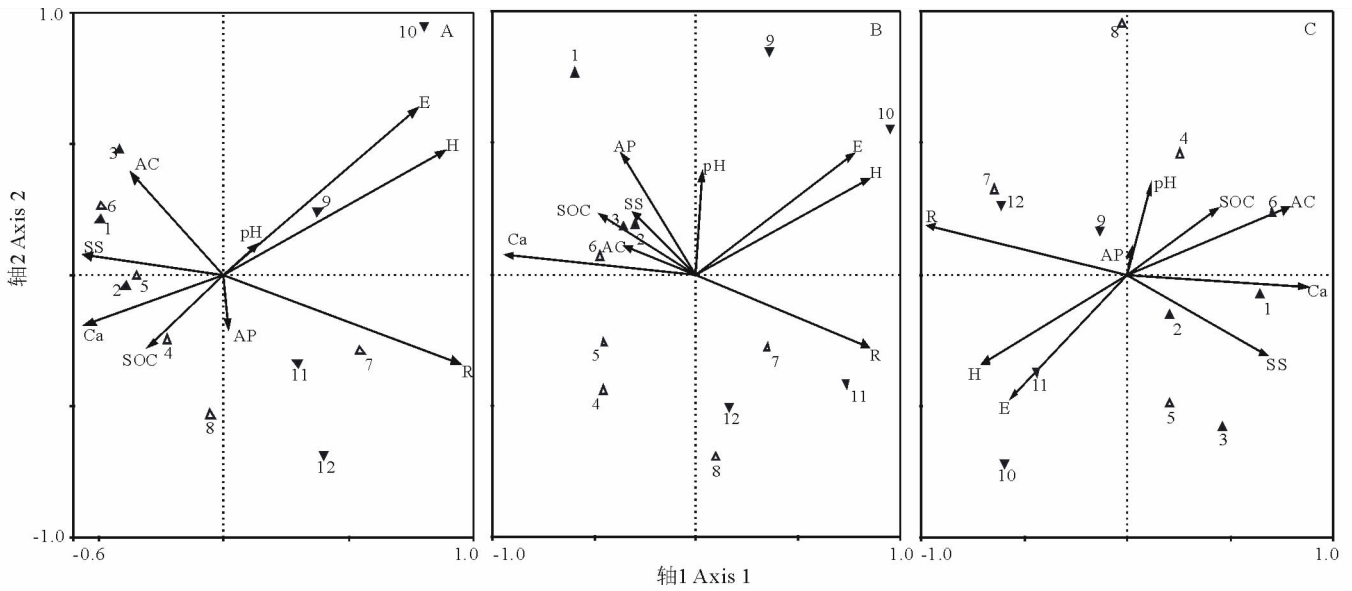 1.0
10 A
E
H
3 AC
6
1
9
pH
SS
2 5
Ca
SOC 4
AP
11 7
R
8
12
-1.0
-0.6 1.0
B
9
1
10
AP
E
pH
H
SOC SS
3 2
Ca
6 AC
5
7
R
4
11
12
8
-1.0 1.0
C
8
4
7
12
pH
SOC 6 AC
R
9
AP
Ca
1
2
H
11
SS
E
5
3
10
-1.0 1.0
轴2 Axis 2
轴1 Axis 1